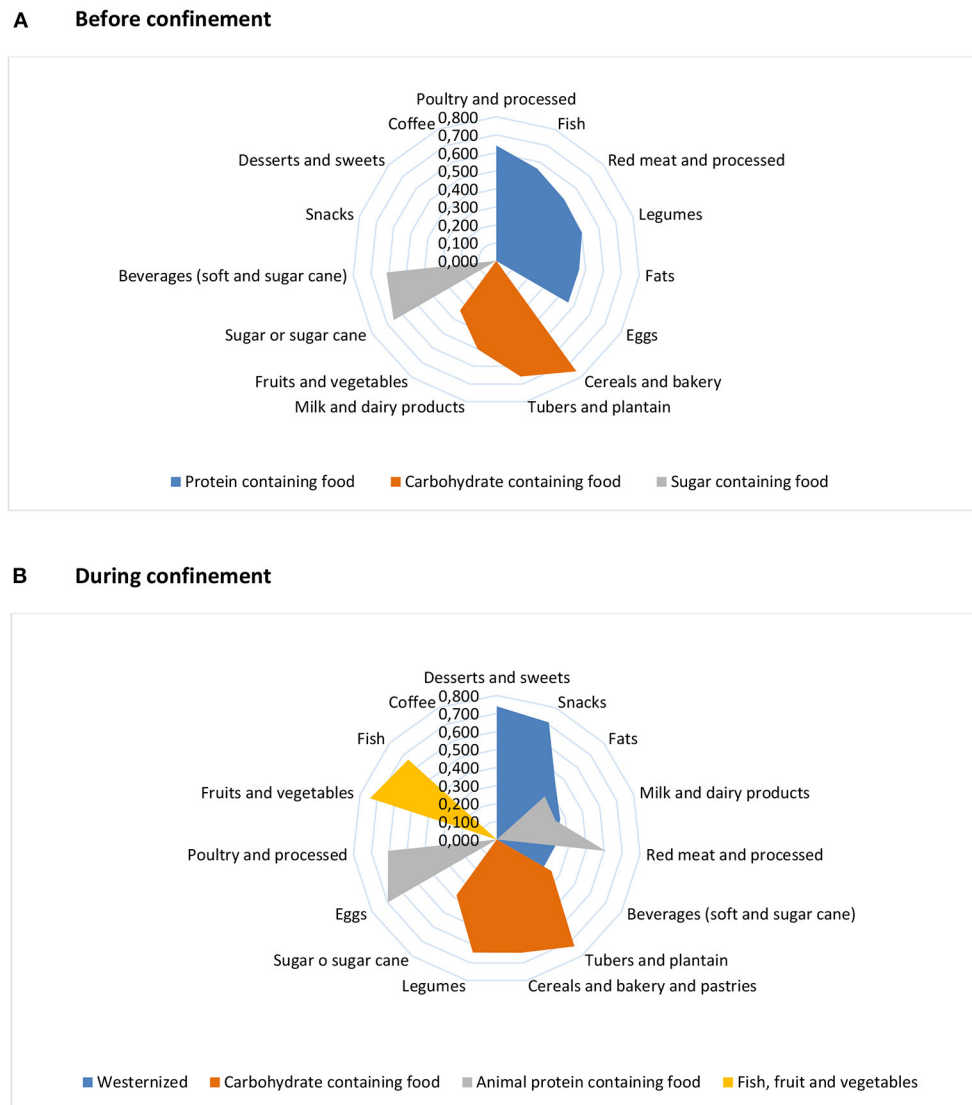 A Before confinement
Poultry and processed
0,800
Coffee
Fish
0,700
0,600
Desserts and sweets
Red meat and processed
0,500
0,400
Snacks
Legumes
0,300
0,200
0,100
Beverages (soft and sugar cane)
0,000
Fats
Sugar or sugar cane
Eggs
Fruits and vegetables
Cereals and bakery
Milk and dairy products
Tubers and plantain
Protein containing food Carbohydrate containing food Sugar containing food
B During confinement
Desserts and sweets
0,800
Coffee
Snacks
0,700
0,600
Fish
Fats
0,500
0,400
0,300
Fruits and vegetables
Milk and dairy products
0,200
0,100
0,000
Poultry and processed
Red meat and processed
Eggs
Beverages (soft and sugar cane)
Sugar o sugar cane
Tubers and plantain
Legumes
Cereals and bakery and pastries
Westernized Carbohydrate containing food Animal protein containing food Fish, fruit and vegetables